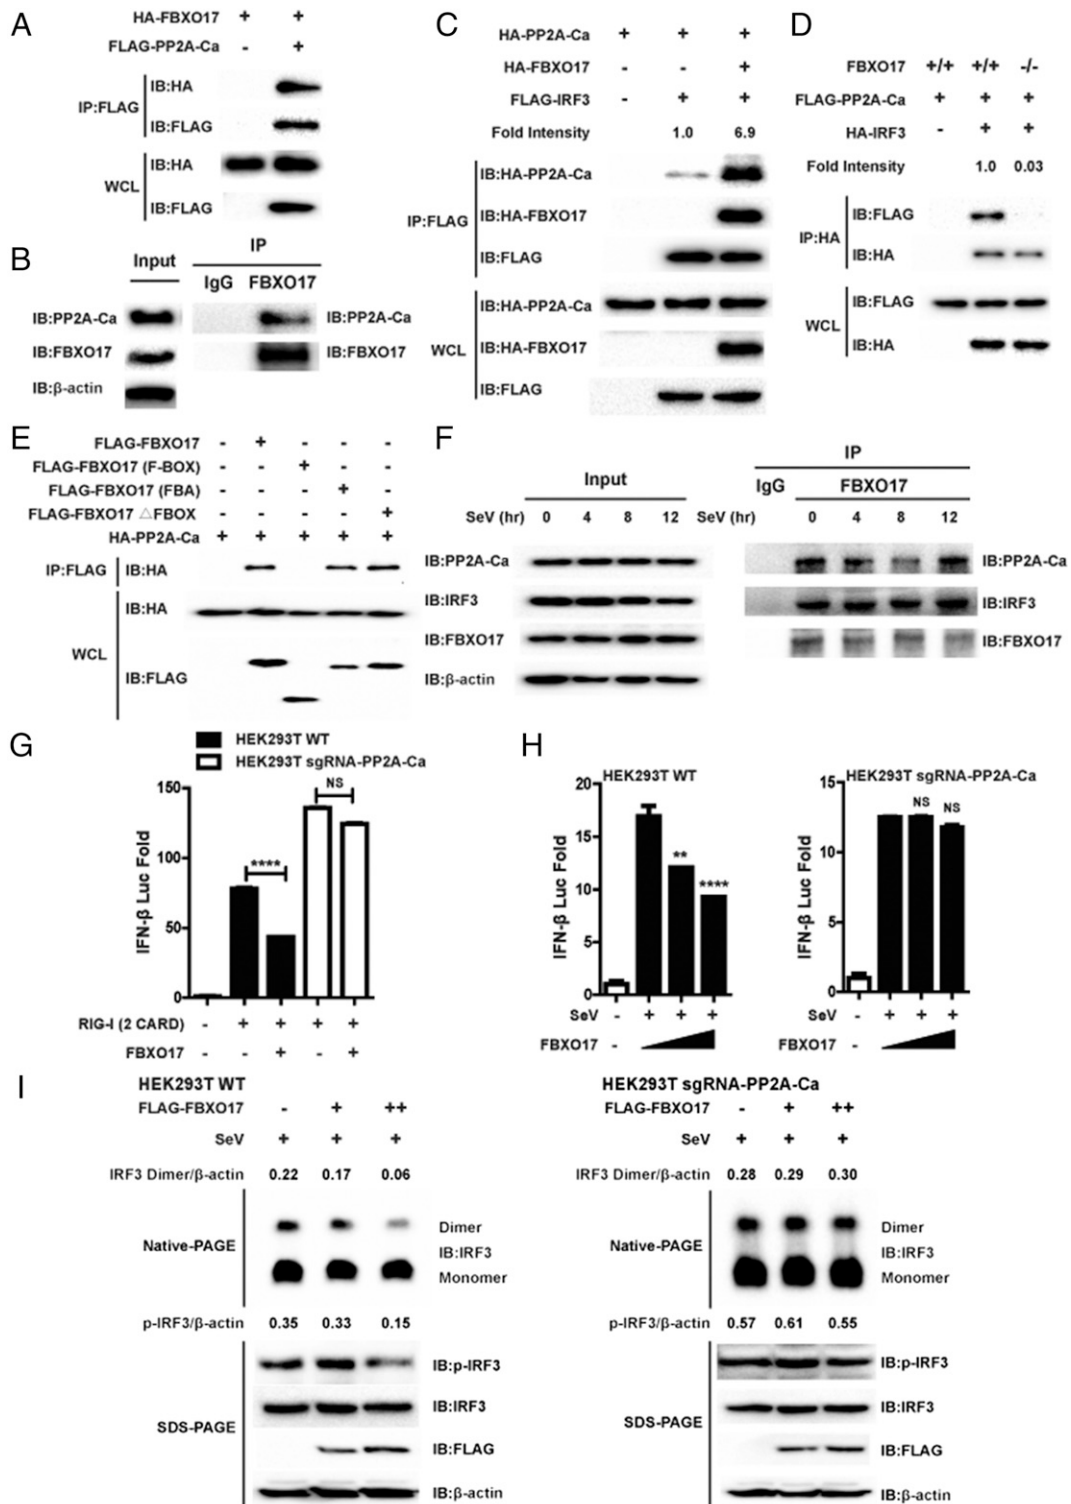 A
HA-FBXO17 + +
FLAG-PP2A-Ca - +
IP:FLAG
IB:HA
IB:FLAG
WCL
IB:HA
IB:FLAG
B
Input
IP
IgG FBXO17
IB:PP2A-Ca
IB:PP2A-Ca
IB:FBXO17
IB:FBXO17
IB:β-actin
C
HA-PP2A-Ca + + +
HA-FBXO17 - - +
FLAG-IRF3 - + +
Fold Intensity 1.0 6.9
IP:FLAG
IB:HA-PP2A-Ca
IB:HA-FBXO17
IB:FLAG
WCL
IB:HA-PP2A-Ca
IB:HA-FBXO17
IB:FLAG
D
FBXO17 +/+ +/+ -/-
FLAG-PP2A-Ca + + +
HA-IRF3 - + +
Fold Intensity 1.0 0.03
IP:HA
IB:FLAG
IB:HA
WCL
IB:FLAG
IB:HA
E
FLAG-FBXO17 - + - - -
FLAG-FBXO17 (F-BOX) - - + - -
FLAG-FBXO17 (FBA) - - - + -
FLAG-FBXO17 △FBOX - - - - +
HA-PP2A-Ca + + + + +
IP:FLAG IB:HA
WCL
IB:HA
IB:FLAG
F
Input
SeV (hr) 0 4 8 12
IP
IgG FBXO17
SeV (hr) 0 4 8 12
IB:PP2A-Ca
IB:PP2A-Ca
IB:IRF3
IB:IRF3
IB:FBXO17
IB:FBXO17
IB:β-actin
G
HEK293T WT
HEK293T sgRNA-PP2A-Ca
IFN-β Luc Fold
150
100
50
0
****
NS
RIG-I (2 CARD) - + + + +
FBXO17 - - + - +
H
HEK293T WT
IFN-β Luc Fold
20
15
10
5
0
**
****
SeV - + + +
FBXO17 -
HEK293T sgRNA-PP2A-Ca
IFN-β Luc Fold
15
10
5
0
NS
NS
SeV - + + +
FBXO17 -
I
HEK293T WT
FLAG-FBXO17 - + ++
SeV + + +
IRF3 Dimer/β-actin 0.22 0.17 0.06
Native-PAGE
Dimer
IB:IRF3
Monomer
p-IRF3/β-actin 0.35 0.33 0.15
SDS-PAGE
IB:p-IRF3
IB:IRF3
IB:FLAG
IB:β-actin
HEK293T sgRNA-PP2A-Ca
FLAG-FBXO17 - + ++
SeV + + +
IRF3 Dimer/β-actin 0.28 0.29 0.30
Native-PAGE
Dimer
IB:IRF3
Monomer
p-IRF3/β-actin 0.57 0.61 0.55
SDS-PAGE
IB:p-IRF3
IB:IRF3
IB:FLAG
IB:β-actin